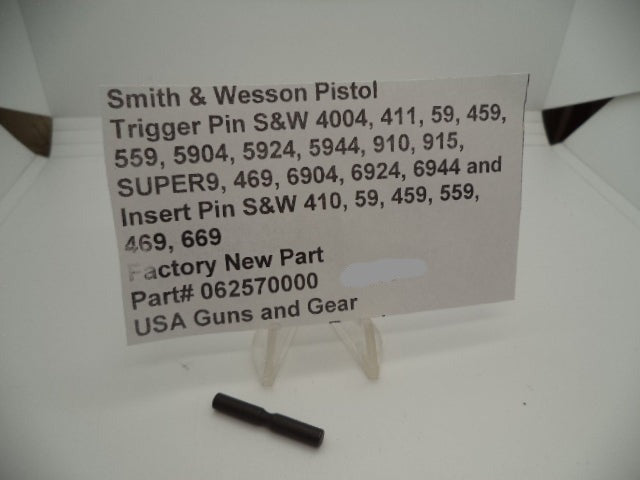 Smith & Wesson Pistol
Trigger Pin S&W 4004, 411, 59, 459,
559, 5904, 5924, 5944, 910, 915,
SUPER9, 469, 6904, 6924, 6944 and
Insert Pin S&W 410, 59, 459, 559,
469, 669
Factory New Part
Part# 062570000
USA Guns and Gear